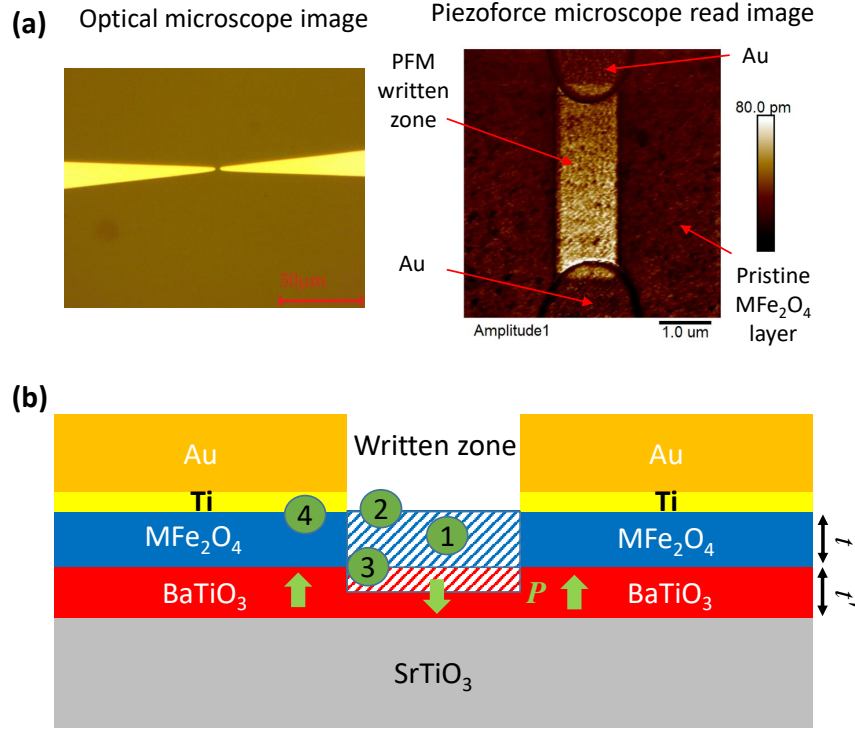 (a)
Optical microscope image
Piezoforce microscope read image
PFM
written
zone
Au
80.0 pm
50µm
Au
Pristine
MFe₂O₄
layer
Amplitude1
1.0 um
(b)
Au
Written zone
Au
Ti
Ti
4
2
1
MFe₂O₄
MFe₂O₄
t
3
BaTiO₃
P
BaTiO₃
t'
SrTiO₃